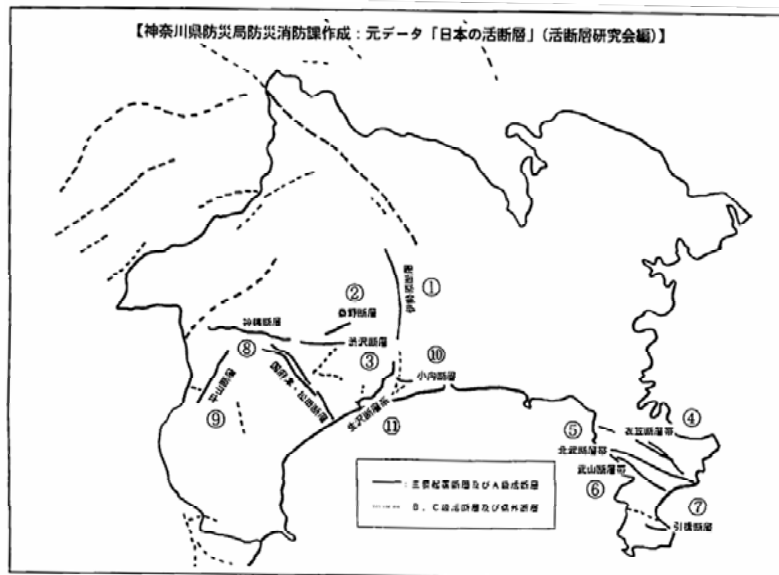 【神奈川県防災局防災消防課作成：元データ「日本の活断層」（活断層研究会編）】
①
伊勢原断層
②
秦野断層
神縄断層
渋沢断層
⑧
③
⑩
小向断層
国府津・松田断層
平山断層
⑨
生沢断層系
⑪
④
衣笠断層帯
⑤
北武断層帯
武山断層帯
⑥
⑦
引橋断層
：主要起震断層及びA級活断層
：B、C級活断層及び県外断層